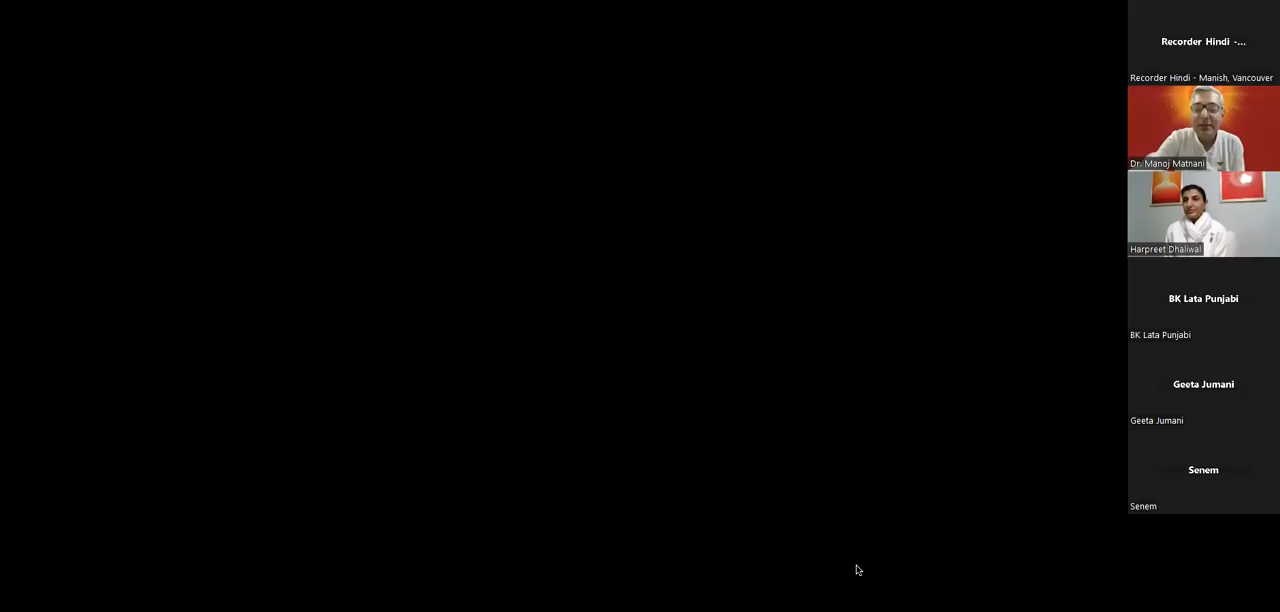 Recorder Hindi -...
Recorder Hindi - Manish, Vancouver
Dr. Manoj Matnani
Harpreet Dhaliwal
BK Lata Punjabi
BK Lata Punjabi
Geeta Jumani
Geeta Jumani
Senem
Senem